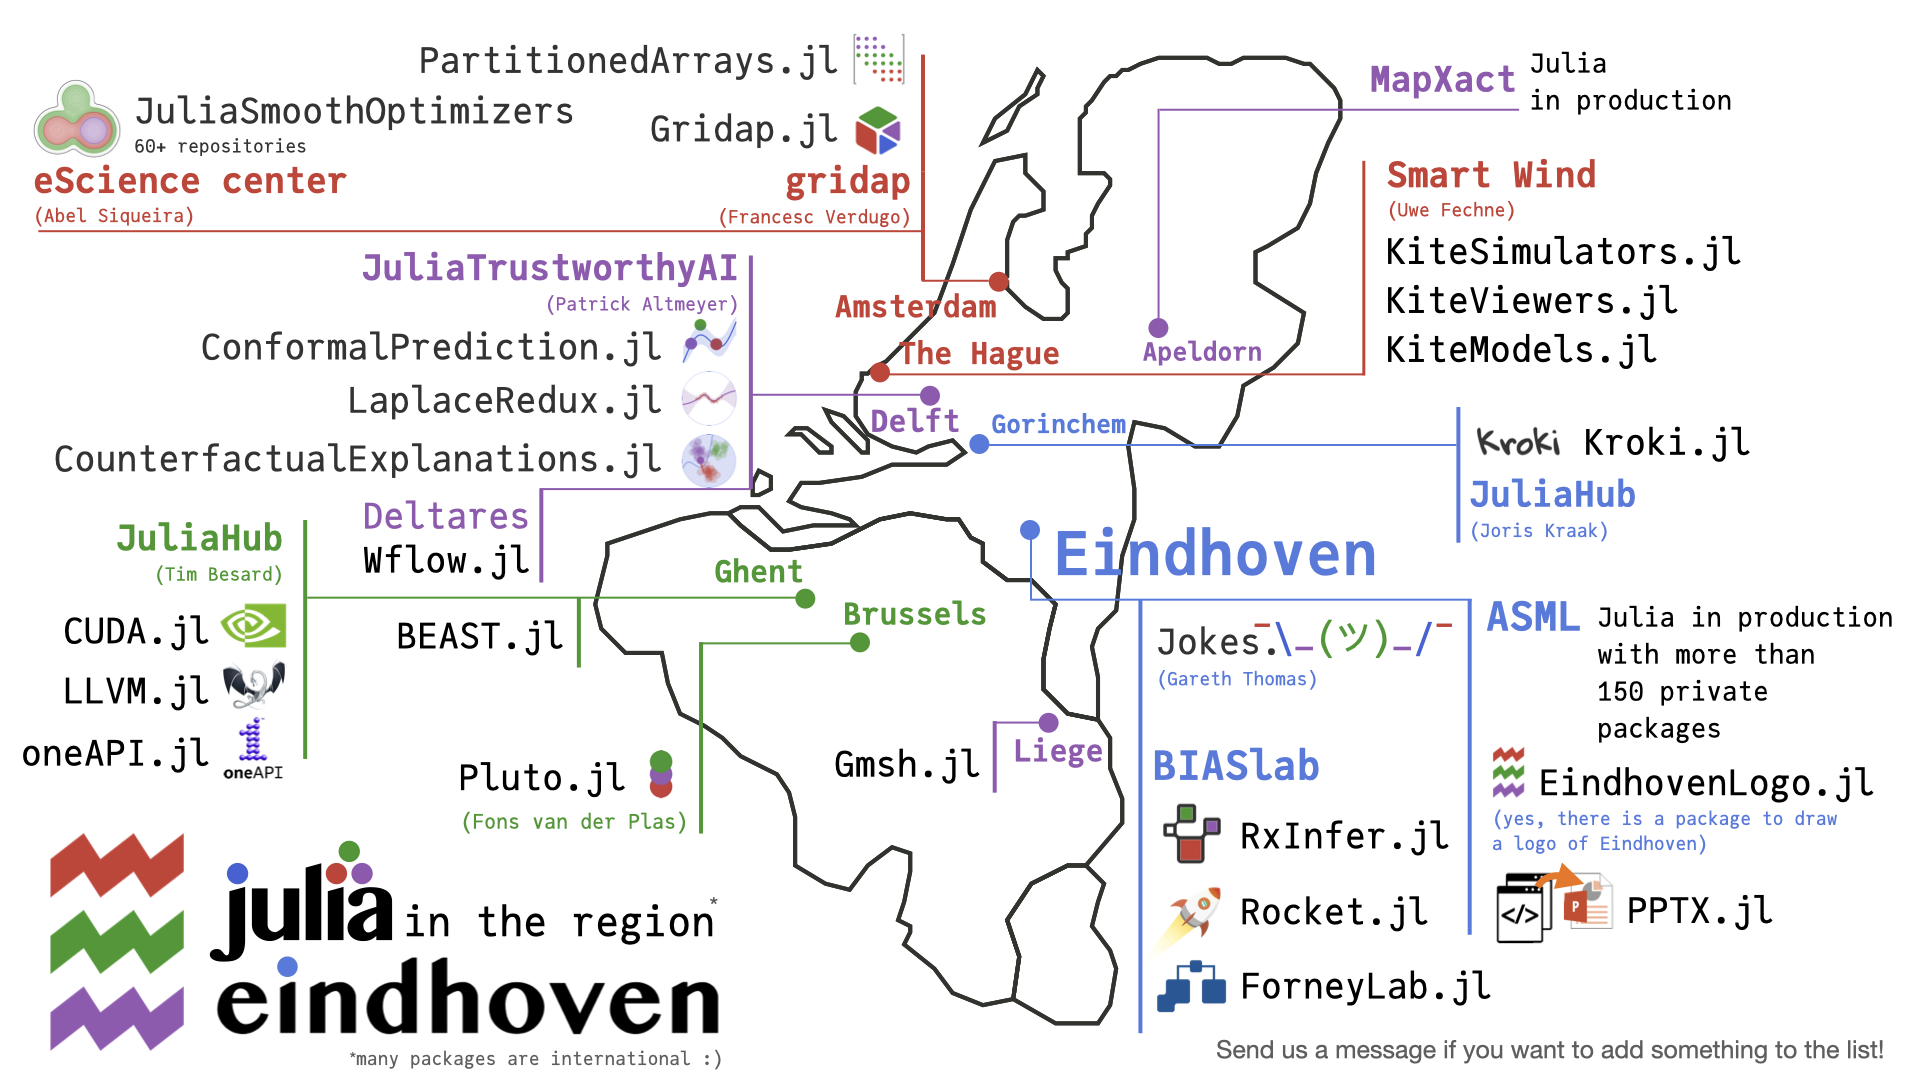 PartitionedArrays.jl
JuliaSmoothOptimizers
60+ repositories
Gridap.jl
eScience center
(Abel Siqueira)
gridap
(Francesc Verdugo)
Amsterdam
MapXact
Julia
in production
Apeldorn
Smart Wind
(Uwe Fechne)
KiteSimulators.jl
KiteViewers.jl
KiteModels.jl
The Hague
JuliaTrustworthyAI
(Patrick Altmeyer)
ConformalPrediction.jl
LaplaceRedux.jl
CounterfactualExplanations.jl
Delft
Deltares
Wflow.jl
Gorinchem
Kroki Kroki.jl
JuliaHub
(Joris Kraak)
JuliaHub
(Tim Besard)
CUDA.jl
LLVM.jl
oneAPI.jl
1
oneAPI
Ghent
BEAST.jl
Brussels
Pluto.jl
(Fons van der Plas)
Liege
Gmsh.jl
Eindhoven
Jokes.¯\_(ツ)_/¯
(Gareth Thomas)
BIASlab
RxInfer.jl
Rocket.jl
ForneyLab.jl
ASML
Julia in production
with more than
150 private
packages
EindhovenLogo.jl
(yes, there is a package to draw
a logo of Eindhoven)
</>
P
PPTX.jl
julia in the region*
eindhoven
*many packages are international :)
Send us a message if you want to add something to the list!